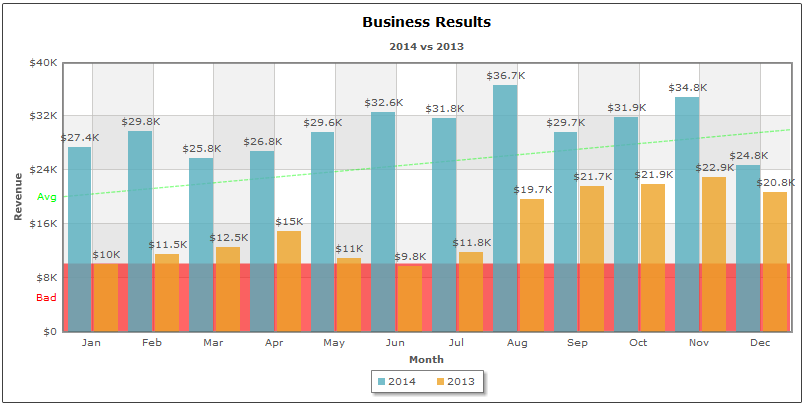 Business Results
2014 vs 2013
Revenue
$40K
$32K
$24K
Avg
$16K
$8K
Bad
$0
$27.4K
$10K
$29.8K
$11.5K
$25.8K
$12.5K
$26.8K
$15K
$29.6K
$11K
$32.6K
$9.8K
$31.8K
$11.8K
$36.7K
$19.7K
$29.7K
$21.7K
$31.9K
$21.9K
$34.8K
$22.9K
$24.8K
$20.8K
Jan Feb Mar Apr May Jun Jul Aug Sep Oct Nov Dec
Month
2014 2013